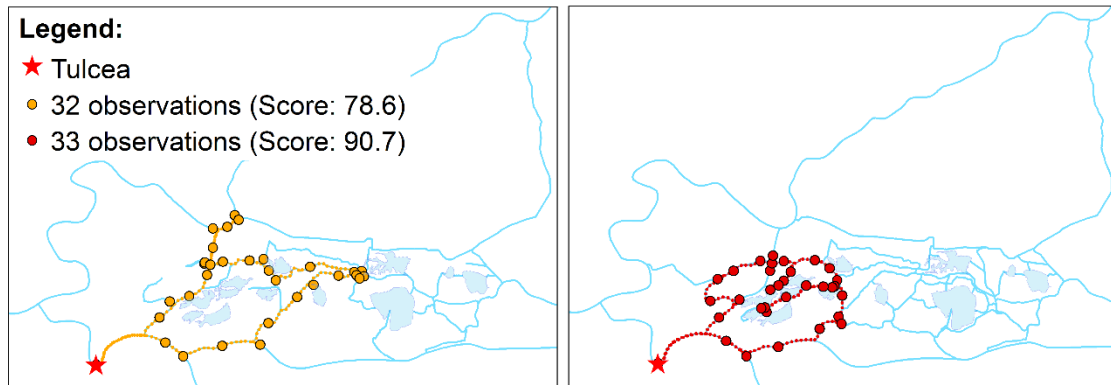 Legend:
Tulcea
32 observations (Score: 78.6)
33 observations (Score: 90.7)